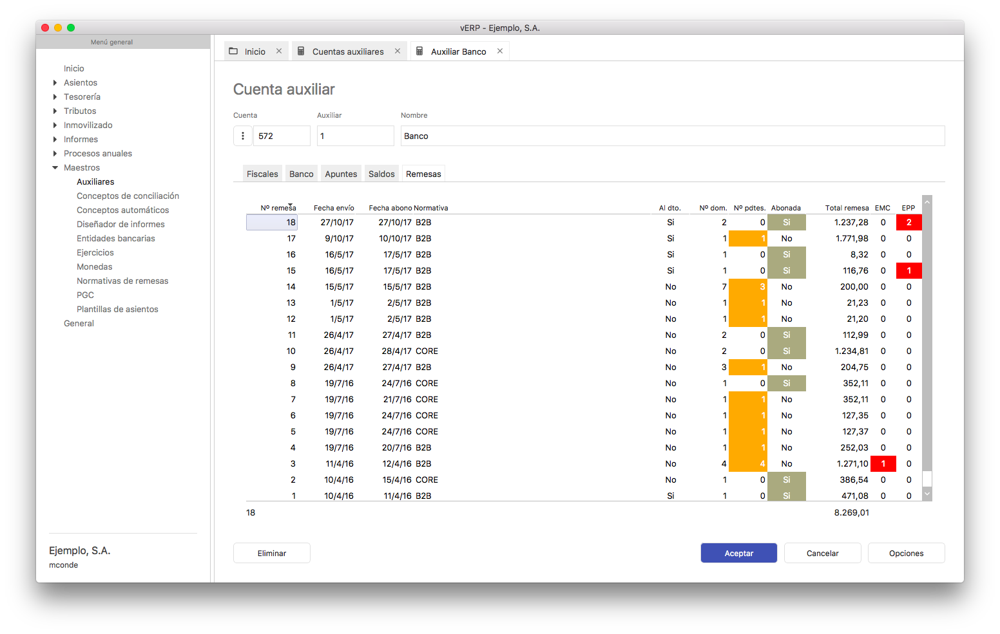 vERP - Ejemplo, S.A.
Menú general
Inicio
Asientos
Tesorería
Tributos
Inmovilizado
Informes
Procesos anuales
Maestros
Auxiliares
Conceptos de conciliación
Conceptos automáticos
Diseñador de informes
Entidades bancarias
Ejercicios
Monedas
Normativas de remesas
PGC
Plantillas de asientos
General
Ejemplo, S.A.
mconde
Inicio Cuentas auxiliares Auxiliar Banco
Cuenta auxiliar
Cuenta Auxiliar Nombre
572 1 Banco
Fiscales Banco Apuntes Saldos Remesas
Nº remesa Fecha envío Fecha abono Normativa Al dto. Nº dom. Nº pdtes. Abonada Total remesa EMC EPP
18 27/10/17 27/10/17 B2B Si 2 0 Si 1.237,28 0 2
17 9/10/17 10/10/17 B2B Si 1 1 No 1.771,98 0 0
16 16/5/17 17/5/17 B2B Si 1 0 Si 8,32 0 0
15 16/5/17 17/5/17 B2B Si 1 0 Si 116,76 0 1
14 15/5/17 15/5/17 B2B No 7 3 No 200,00 0 0
13 1/5/17 2/5/17 B2B No 1 1 No 21,23 0 0
12 1/5/17 2/5/17 B2B No 1 1 No 21,20 0 0
11 26/4/17 27/4/17 B2B No 2 0 Si 112,99 0 0
10 26/4/17 28/4/17 CORE No 2 0 Si 1.234,81 0 0
9 26/4/17 27/4/17 B2B No 3 1 No 204,75 0 0
8 19/7/16 24/7/16 CORE No 1 0 Si 352,11 0 0
7 19/7/16 21/7/16 CORE No 1 1 No 352,11 0 0
6 19/7/16 24/7/16 CORE No 1 1 No 127,35 0 0
5 19/7/16 24/7/16 CORE No 1 1 No 127,37 0 0
4 19/7/16 20/7/16 B2B No 1 1 No 252,03 0 0
3 11/4/16 12/4/16 B2B No 4 4 No 1.271,10 1 0
2 10/4/16 15/4/16 CORE No 1 0 Si 386,54 0 0
1 10/4/16 11/4/16 B2B Si 1 0 Si 471,08 0 0
18 8.269,01
Eliminar Aceptar Cancelar Opciones